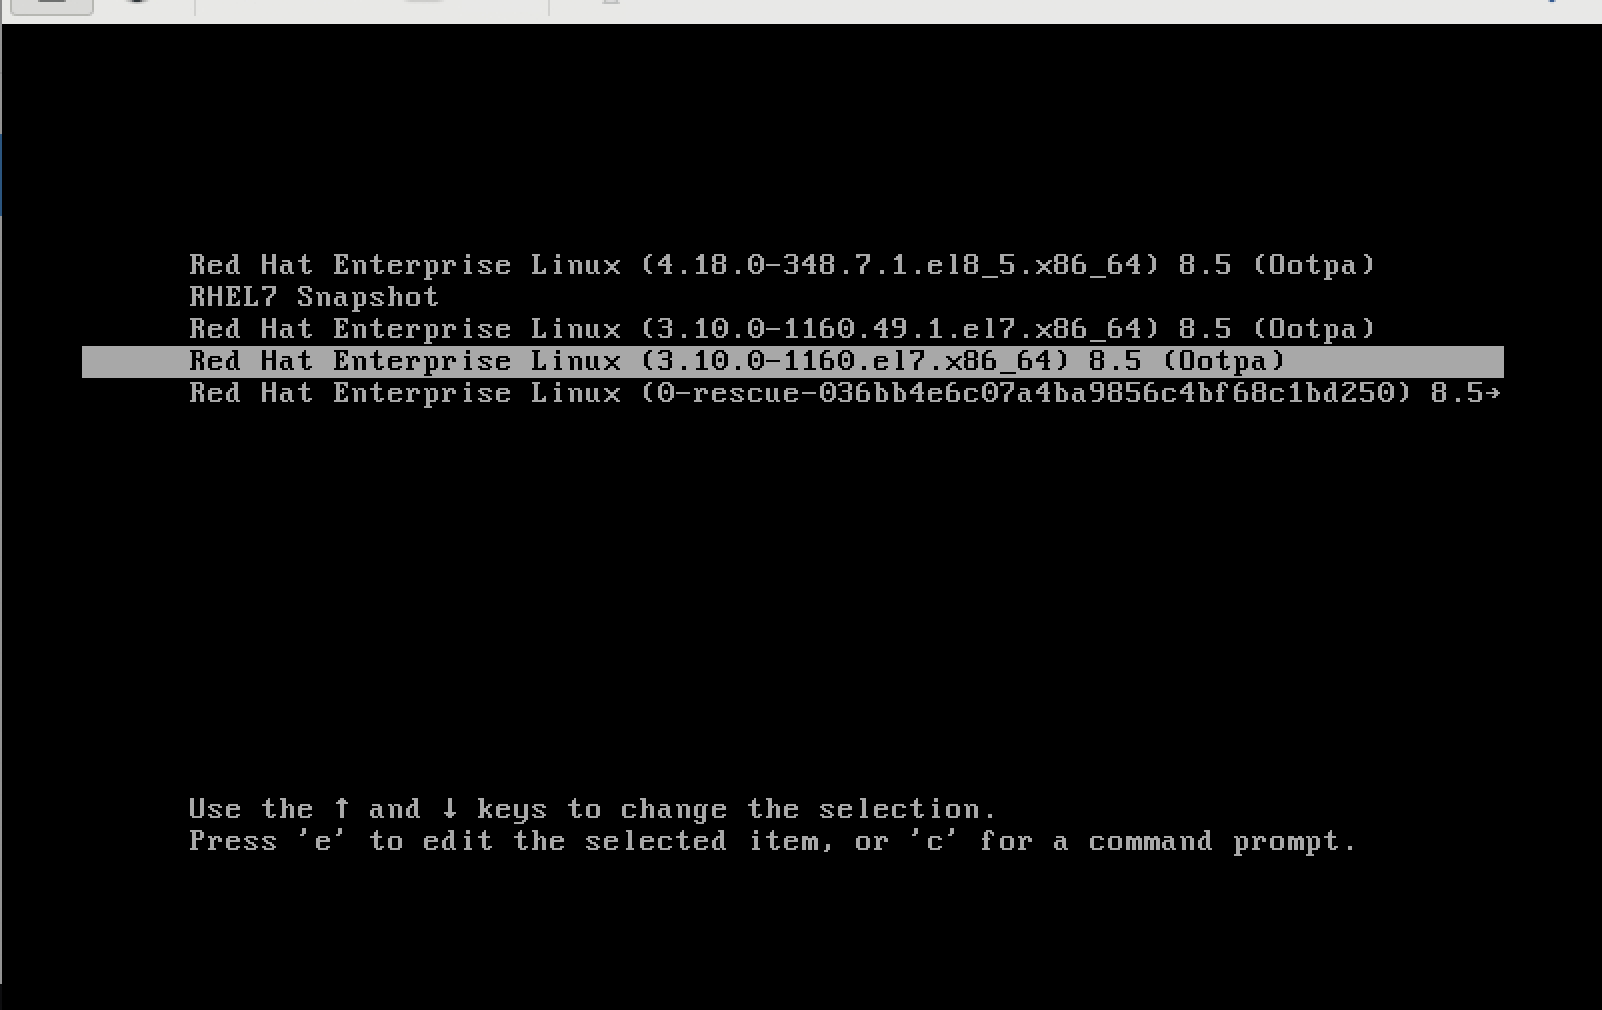 Red Hat Enterprise Linux (4.18.0-348.7.1.el8_5.x86_64) 8.5 (Ootpa)
RHEL7 Snapshot
Red Hat Enterprise Linux (3.10.0-1160.49.1.el7.x86_64) 8.5 (Ootpa)
Red Hat Enterprise Linux (3.10.0-1160.el7.x86_64) 8.5 (Ootpa)
Red Hat Enterprise Linux (0-rescue-036bb4e6c07a4ba9856c4bf68c1bd250) 8.5→
Use the ↑ and ↓ keys to change the selection.
Press 'e' to edit the selected item, or 'c' for a command prompt.